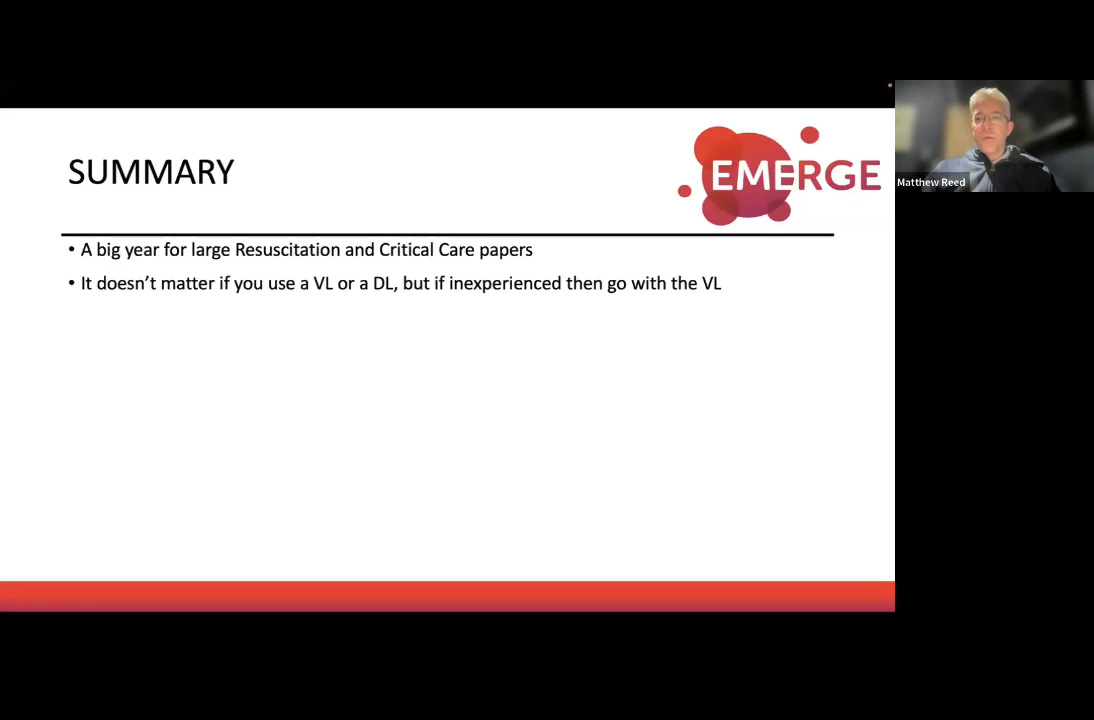 SUMMARY
EMERGE
Matthew Reed
• A big year for large Resuscitation and Critical Care papers
• It doesn’t matter if you use a VL or a DL, but if inexperienced then go with the VL